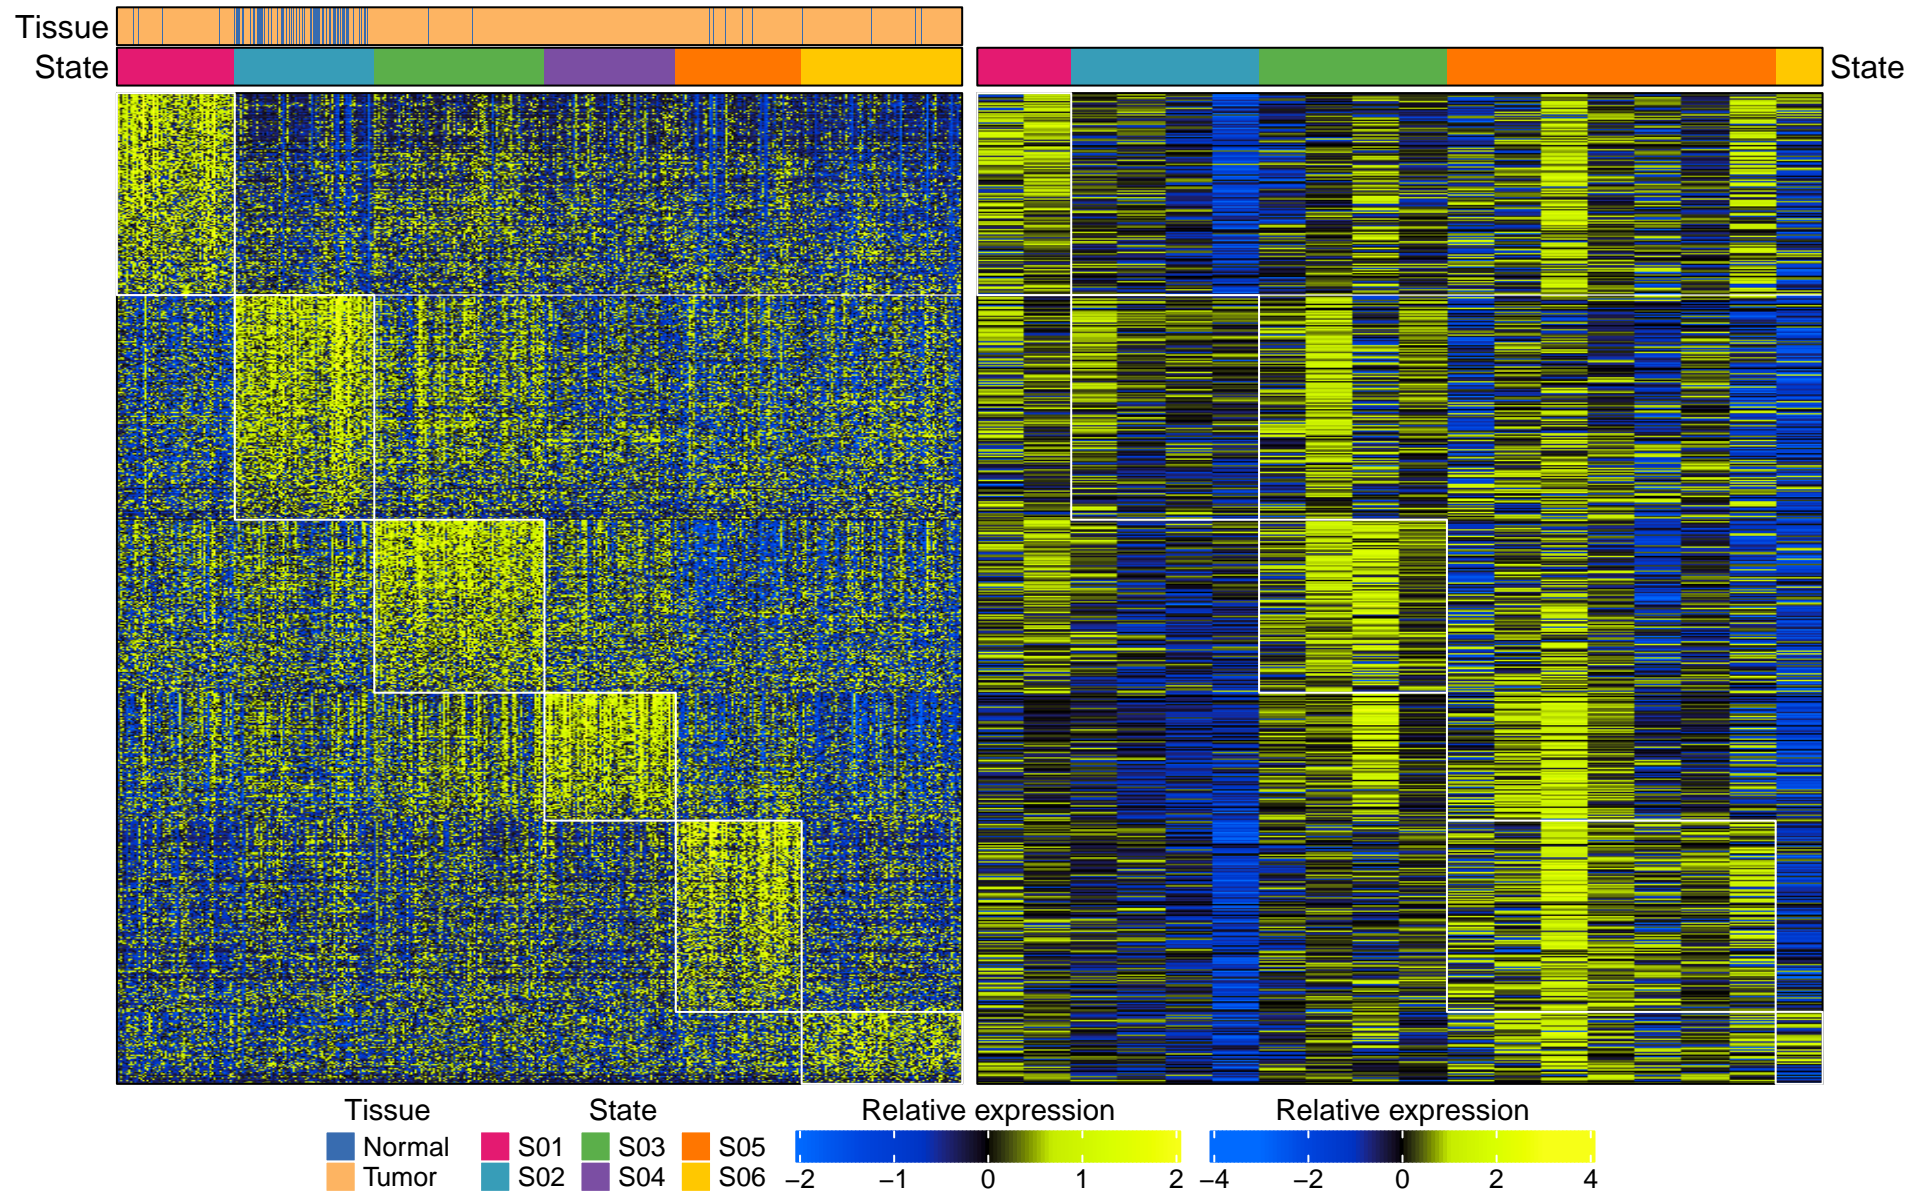 Tissue
State
State
Tissue State Relative expression Relative expression
Normal S01 S03 S05
Tumor S02 S04 S06
−2 −1 0 1 2 −4 −2 0 2 4